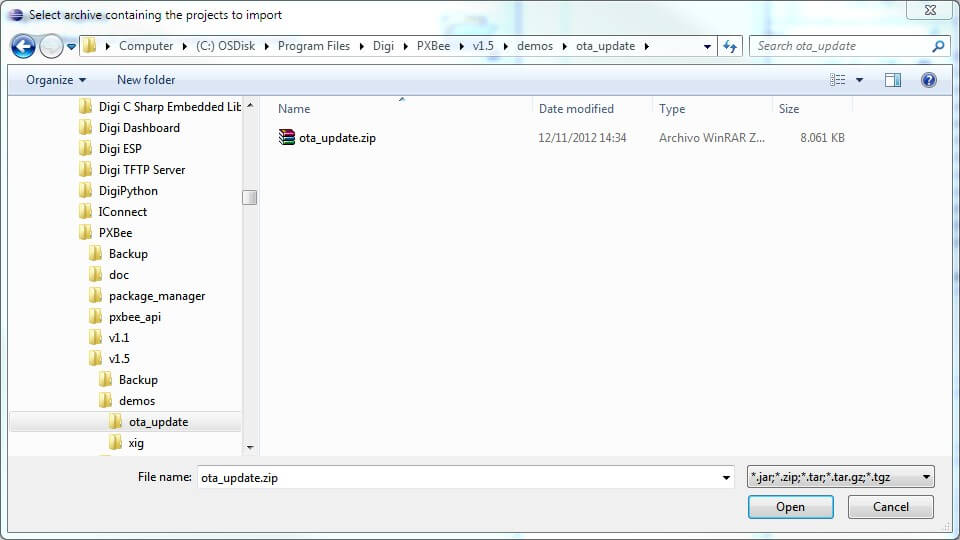 Select archive containing the projects to import
Computer (C:) OSDisk Program Files Digi PXBee v1.5 demos ota_update
Search ota_update
Organize New folder
Digi C Sharp Embedded Lib
Digi Dashboard
Digi ESP
Digi TFTP Server
DigiPython
IConnect
PXBee
Backup
doc
package_manager
pxbee_api
v1.1
v1.5
Backup
demos
ota_update
xig
Name Date modified Type Size
ota_update.zip 12/11/2012 14:34 Archivo WinRAR Z... 8.061 KB
File name: ota_update.zip *.jar;*.zip;*.tar;*.tar.gz;*.tgz
Open Cancel